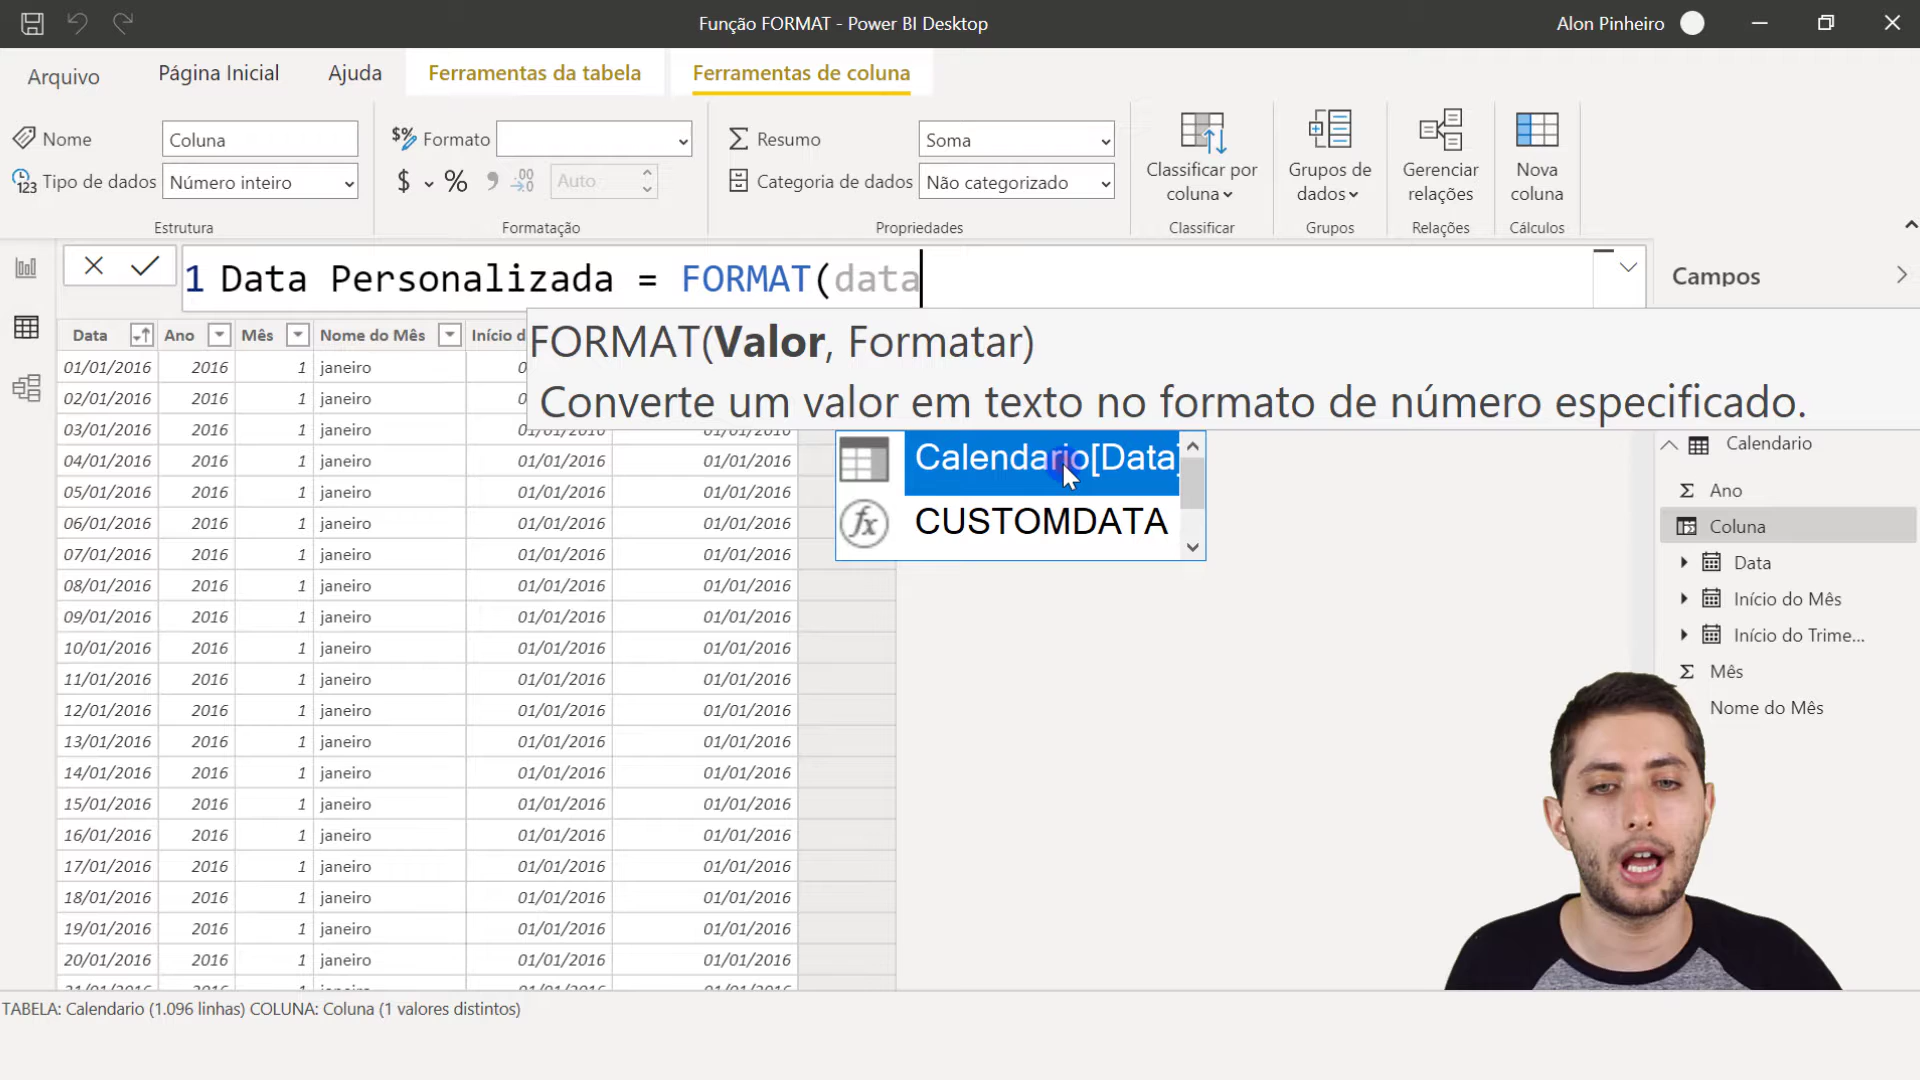 Função FORMAT - Power BI Desktop
Alon Pinheiro
Arquivo
Página Inicial
Ajuda
Ferramentas da tabela
Ferramentas de coluna
Nome
Coluna
Tipo de dados
Número inteiro
Estrutura
$% Formato
$ % 9 .00
Auto
Formatação
Resumo
Soma
Categoria de dados
Não categorizado
Propriedades
Classificar por
coluna
Classificar
Grupos de
dados
Grupos
Gerenciar
relações
Relações
Nova
coluna
Cálculos
1 Data Personalizada = FORMAT(data
FORMAT(Valor, Formatar)
Converte um valor em texto no formato de número especificado.
Calendario[Data]
CUSTOMDATA
Campos
Calendario
Ano
Coluna
Data
Início do Mês
Início do Trime...
Mês
Nome do Mês
Data Ano Mês Nome do Mês Início d
01/01/2016 2016 1 janeiro 0
02/01/2016 2016 1 janeiro 0
03/01/2016 2016 1 janeiro 01/01/2016 01/01/2016
04/01/2016 2016 1 janeiro 01/01/2016 01/01/2016
05/01/2016 2016 1 janeiro 01/01/2016 01/01/2016
06/01/2016 2016 1 janeiro 01/01/2016 01/01/2016
07/01/2016 2016 1 janeiro 01/01/2016 01/01/2016
08/01/2016 2016 1 janeiro 01/01/2016 01/01/2016
09/01/2016 2016 1 janeiro 01/01/2016 01/01/2016
10/01/2016 2016 1 janeiro 01/01/2016 01/01/2016
11/01/2016 2016 1 janeiro 01/01/2016 01/01/2016
12/01/2016 2016 1 janeiro 01/01/2016 01/01/2016
13/01/2016 2016 1 janeiro 01/01/2016 01/01/2016
14/01/2016 2016 1 janeiro 01/01/2016 01/01/2016
15/01/2016 2016 1 janeiro 01/01/2016 01/01/2016
16/01/2016 2016 1 janeiro 01/01/2016 01/01/2016
17/01/2016 2016 1 janeiro 01/01/2016 01/01/2016
18/01/2016 2016 1 janeiro 01/01/2016 01/01/2016
19/01/2016 2016 1 janeiro 01/01/2016 01/01/2016
20/01/2016 2016 1 janeiro 01/01/2016 01/01/2016
TABELA: Calendario (1.096 linhas) COLUNA: Coluna (1 valores distintos)